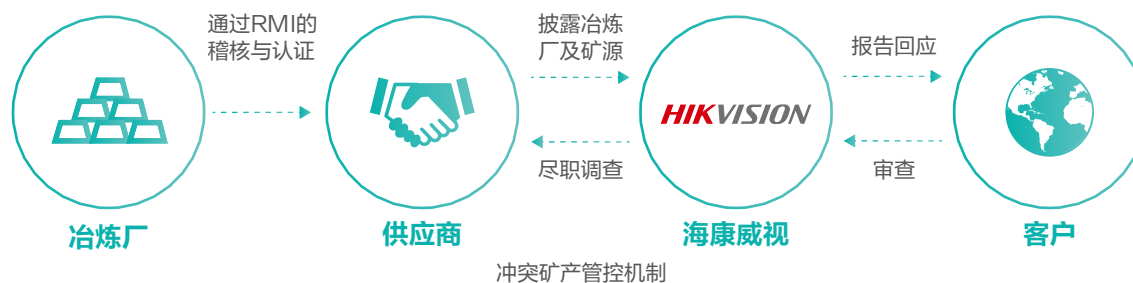 通过RMI的
稽核与认证
披露冶炼
厂及矿源
报告回应
HIKVISION
尽职调查
审查
冶炼厂
供应商
海康威视
客户
冲突矿产管控机制